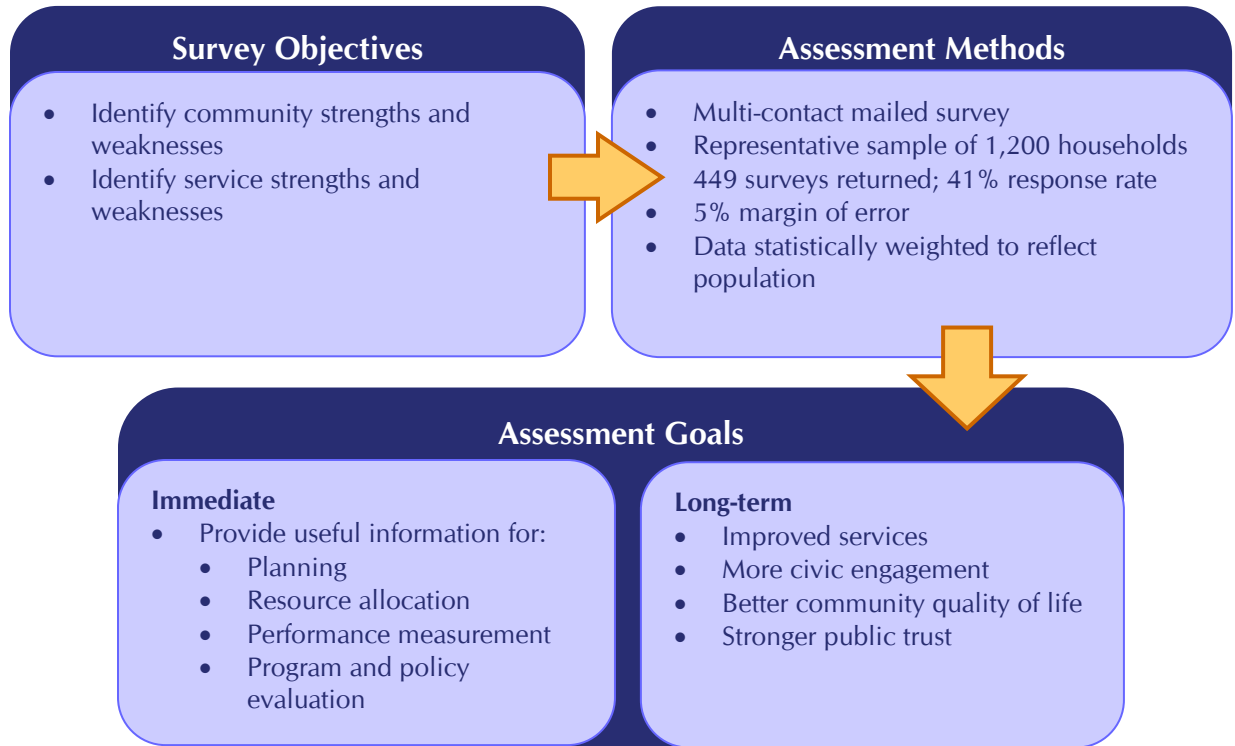 Survey Objectives
• Identify community strengths and
weaknesses
• Identify service strengths and
weaknesses
Assessment Methods
• Multi-contact mailed survey
• Representative sample of 1,200 households
449 surveys returned; 41% response rate
• 5% margin of error
• Data statistically weighted to reflect
population
Assessment Goals
Immediate
• Provide useful information for:
• Planning
• Resource allocation
• Performance measurement
• Program and policy
evaluation
Long-term
• Improved services
• More civic engagement
• Better community quality of life
• Stronger public trust